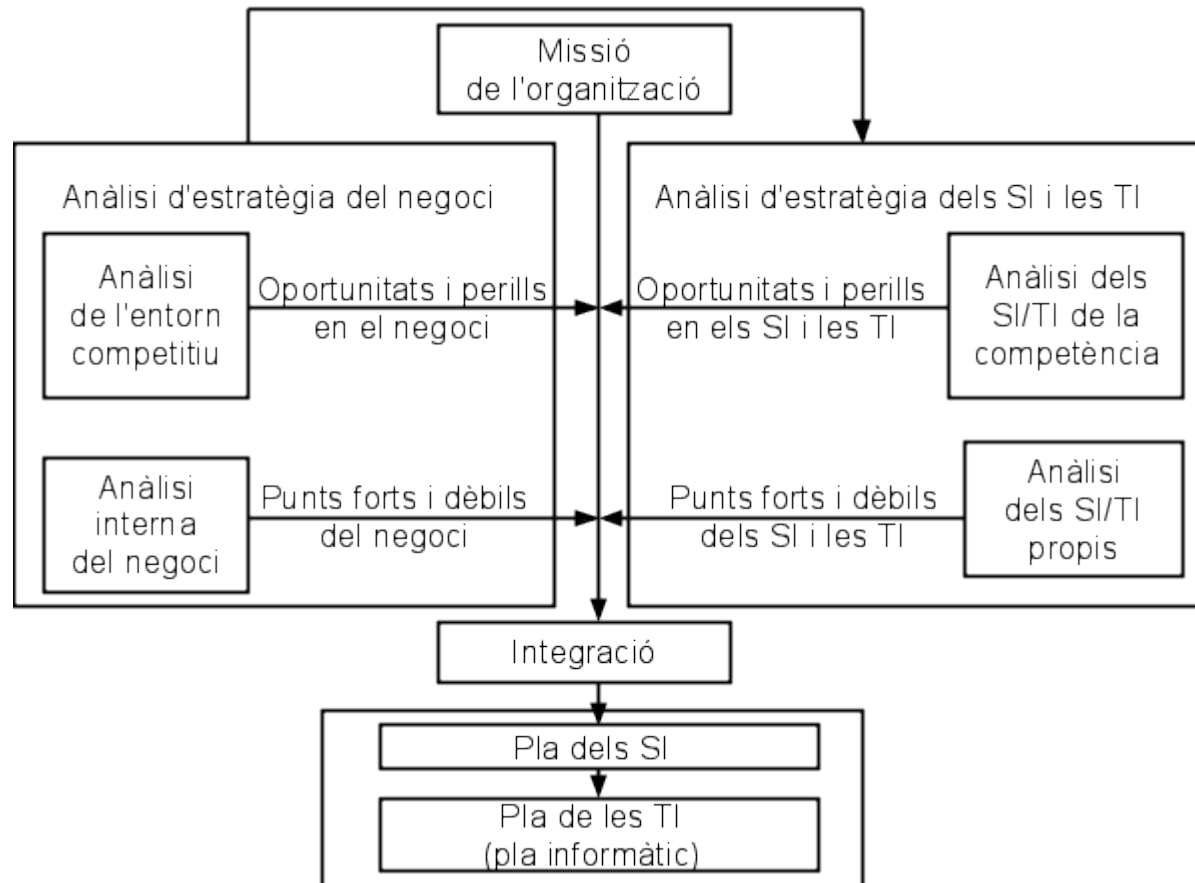 Missió
de l'organització
Anàlisi d'estratègia del negoci
Anàlisi
de l'entorn
competitiu
Oportunitats i perills
en el negoci
Anàlisi
interna
del negoci
Punts forts i dèbils
del negoci
Anàlisi d'estratègia dels SI i les TI
Oportunitats i perills
en els SI i les TI
Anàlisi dels
SI/TI de la
competència
Punts forts i dèbils
dels SI i les TI
Anàlisi
dels SI/TI
propis
Integració
Pla dels SI
Pla de les TI
(pla informàtic)